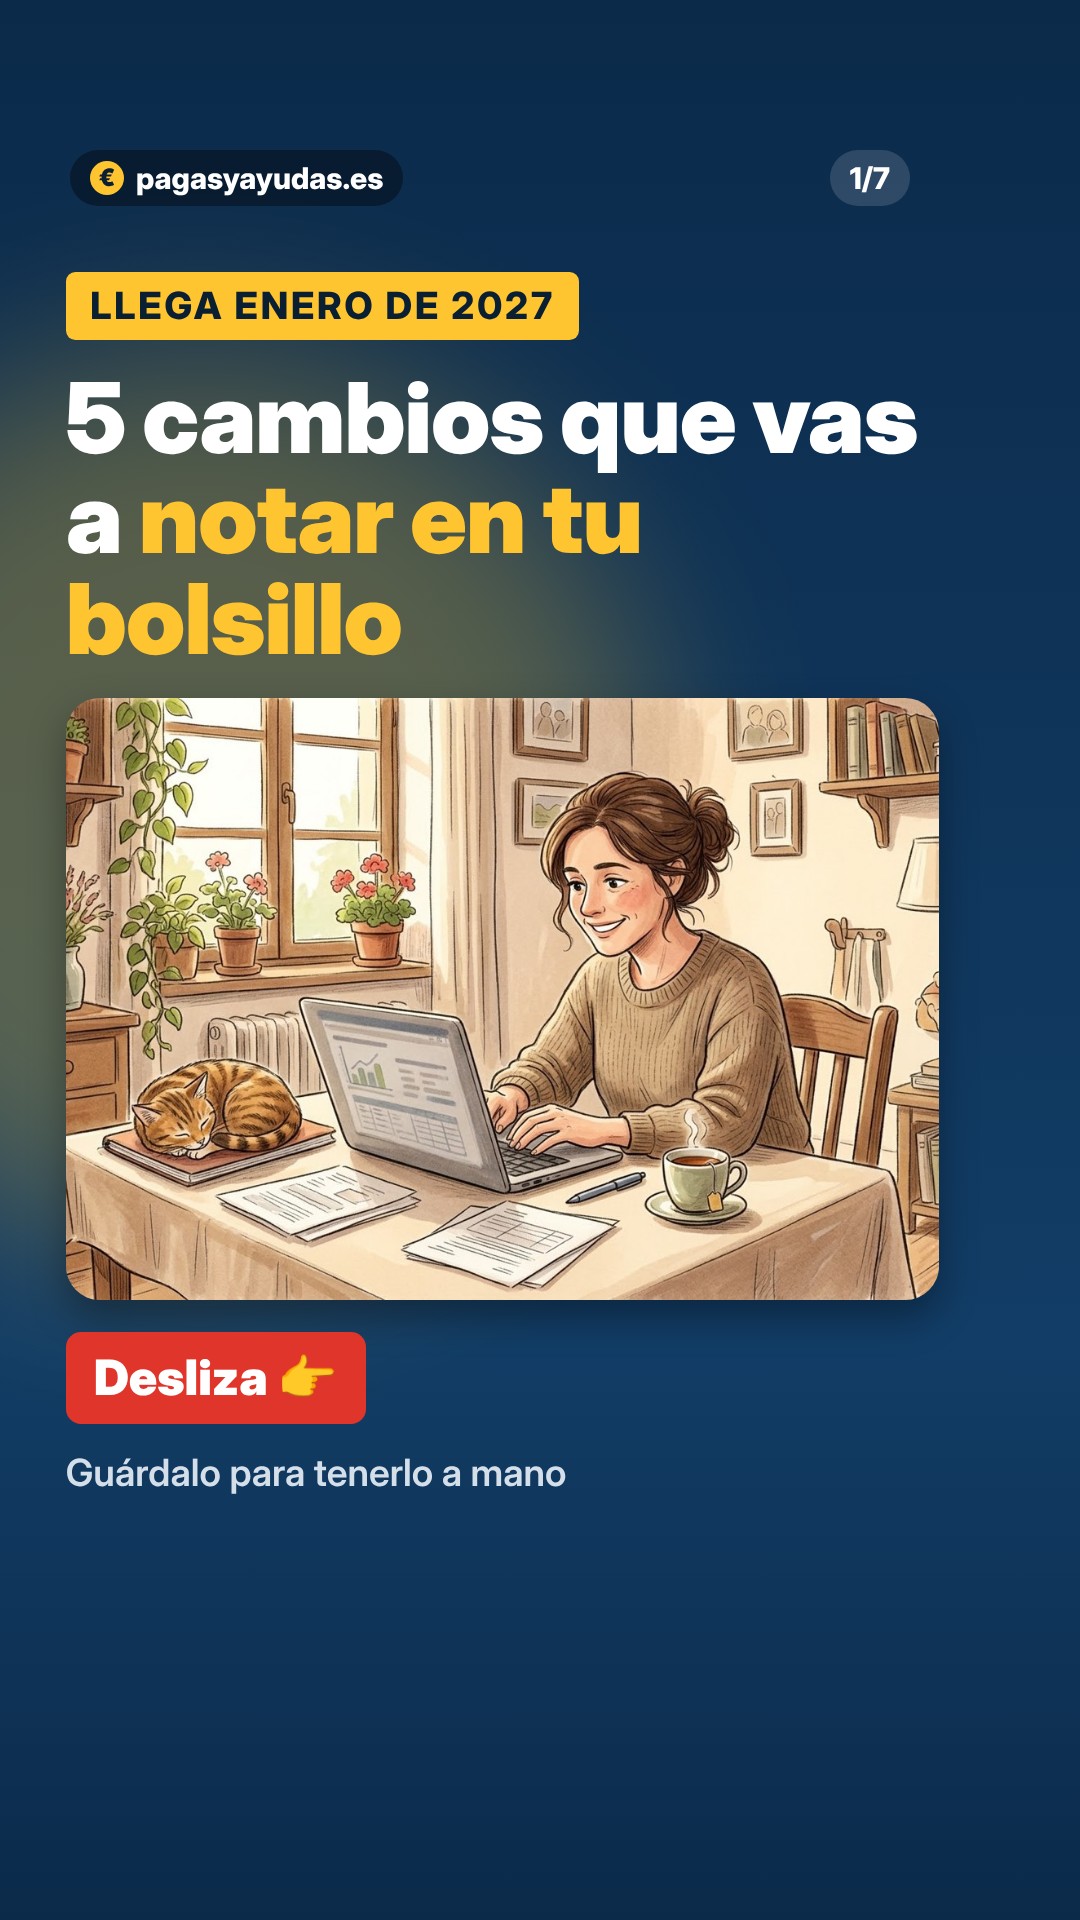 € pagasyayudas.es
1/7
LLEGA ENERO DE 2027
5 cambios que vas
a notar en tu
bolsillo
Desliza 👉
Guárdalo para tenerlo a mano